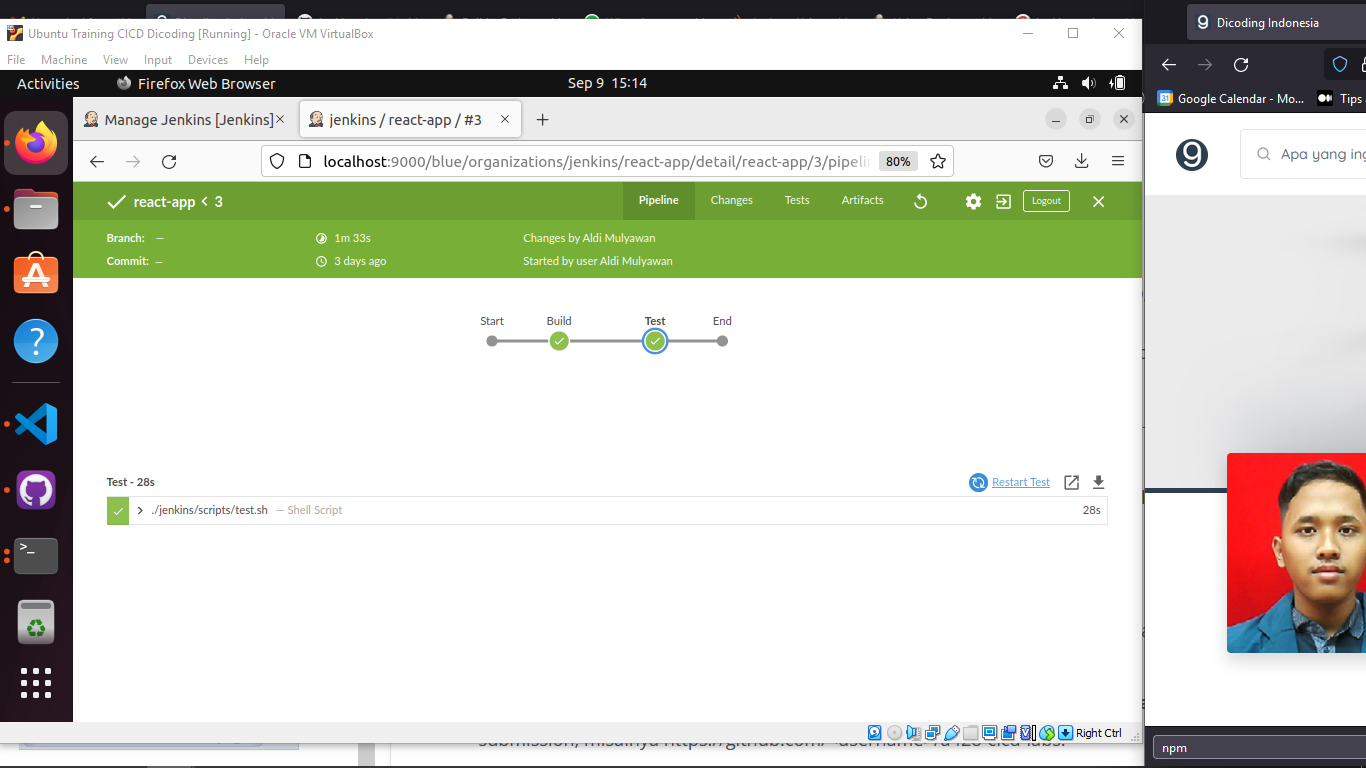 Ubuntu Training CICD Dicoding [Running] - Oracle VM VirtualBox
File Machine View Input Devices Help
Activities Firefox Web Browser Sep 9 15:14
Manage Jenkins [Jenkins] jenkins / react-app / #3
localhost:9000/blue/organizations/jenkins/react-app/detail/react-app/3/pipelin 80%
react-app < 3 Pipeline Changes Tests Artifacts Logout
Branch: — 1m 33s Changes by Aldi Mulyawan
Commit: — 3 days ago Started by user Aldi Mulyawan
Start Build Test End
Test - 28s Restart Test
./jenkins/scripts/test.sh — Shell Script 28s
Right Ctrl
Dicoding Indonesia
Google Calendar - Mo... Tips
Apa yang ing
npm